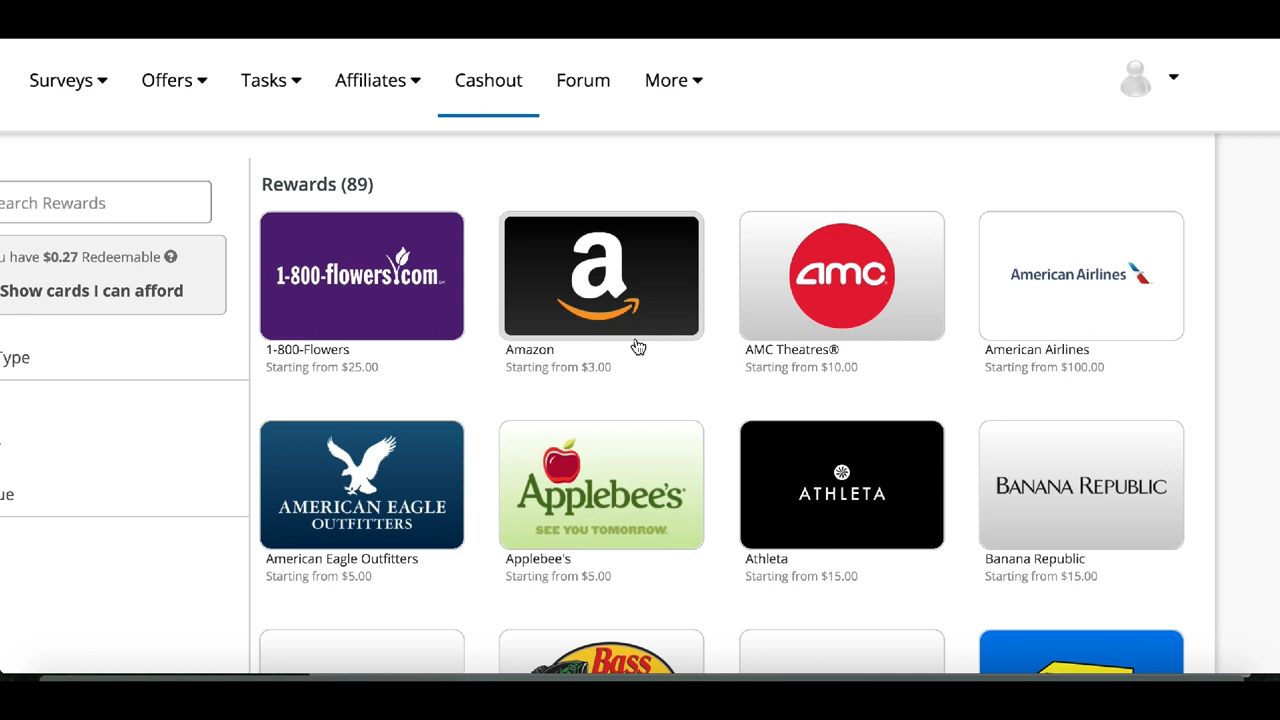 Surveys Offers Tasks Affiliates Cashout Forum More
earch Rewards
u have $0.27 Redeemable
Show cards I can afford
Type
ue
Rewards (89)
1-800-flowers.com
a
amc
American Airlines
1-800-Flowers
Starting from $25.00
Amazon
Starting from $3.00
AMC Theatres®
Starting from $10.00
American Airlines
Starting from $100.00
AMERICAN EAGLE
OUTFITTERS
Applebee's
SEE YOU TOMORROW.
ATHLETA
BANANA REPUBLIC
American Eagle Outfitters
Starting from $5.00
Applebee's
Starting from $5.00
Athleta
Starting from $15.00
Banana Republic
Starting from $15.00
Bass